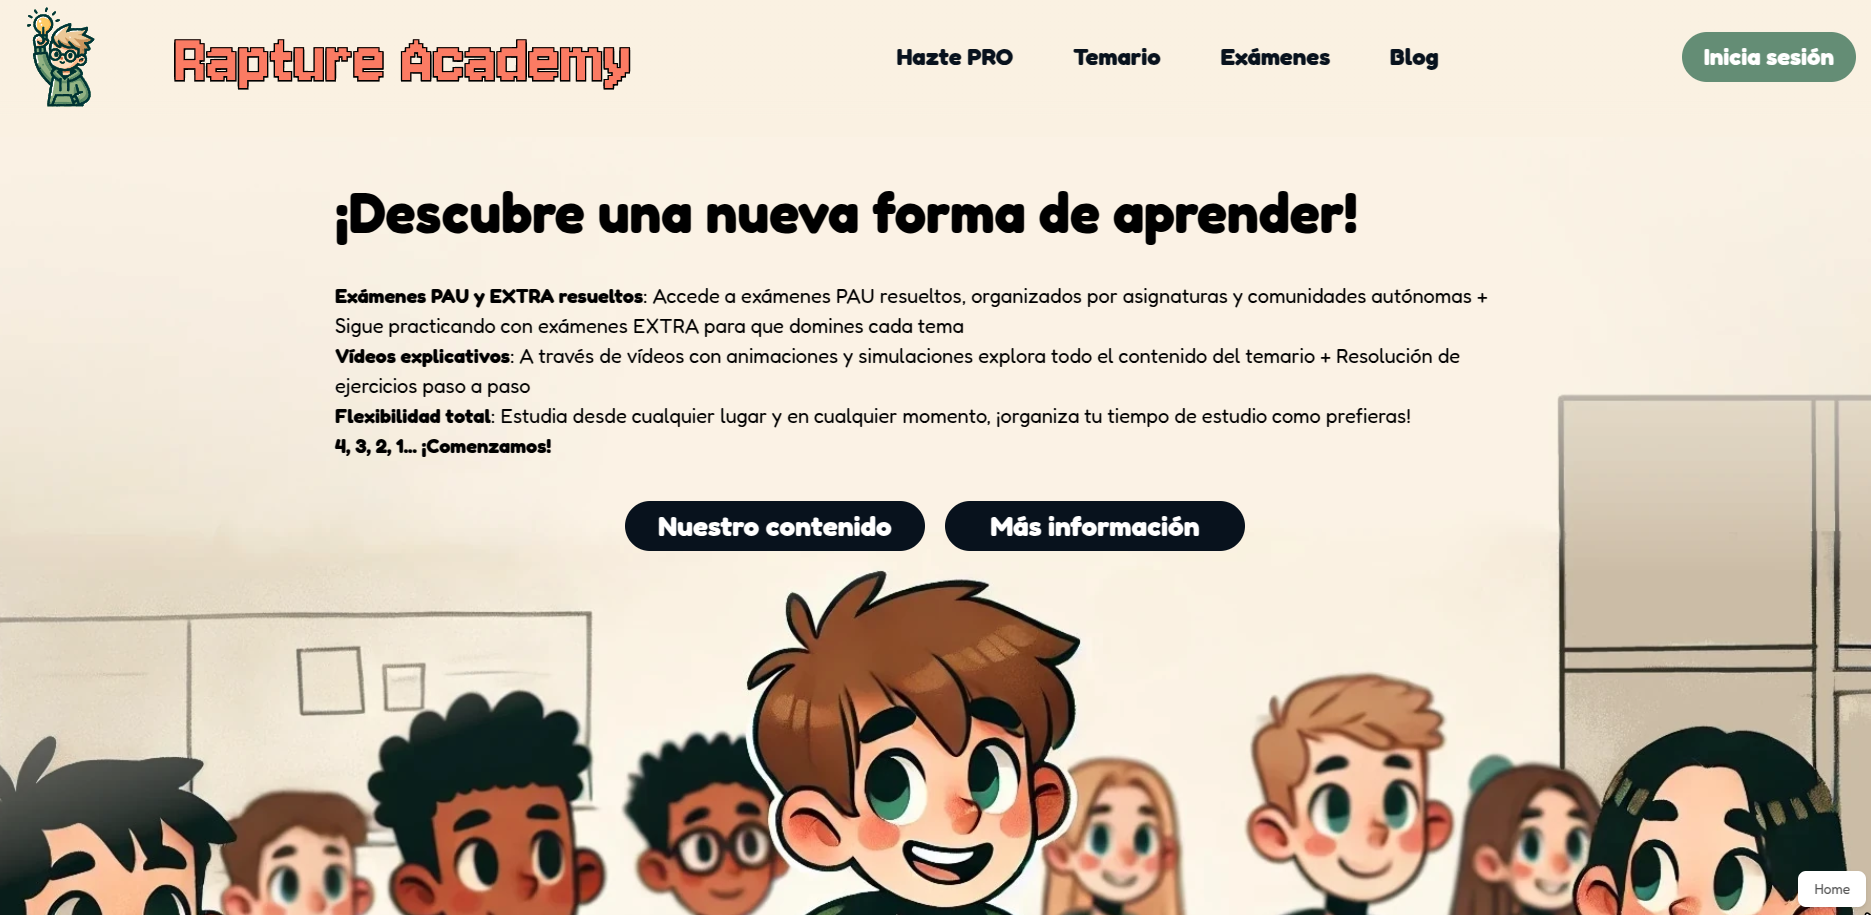 Rapture Academy
Hazte PRO
Temario
Exámenes
Blog
Inicia sesión
¡Descubre una nueva forma de aprender!
Exámenes PAU y EXTRA resueltos: Accede a exámenes PAU resueltos, organizados por asignaturas y comunidades autónomas +
Sigue practicando con exámenes EXTRA para que domines cada tema
Vídeos explicativos: A través de vídeos con animaciones y simulaciones explora todo el contenido del temario + Resolución de
ejercicios paso a paso
Flexibilidad total: Estudia desde cualquier lugar y en cualquier momento, ¡organiza tu tiempo de estudio como prefieras!
4, 3, 2, 1... ¡Comenzamos!
Nuestro contenido
Más información
Home